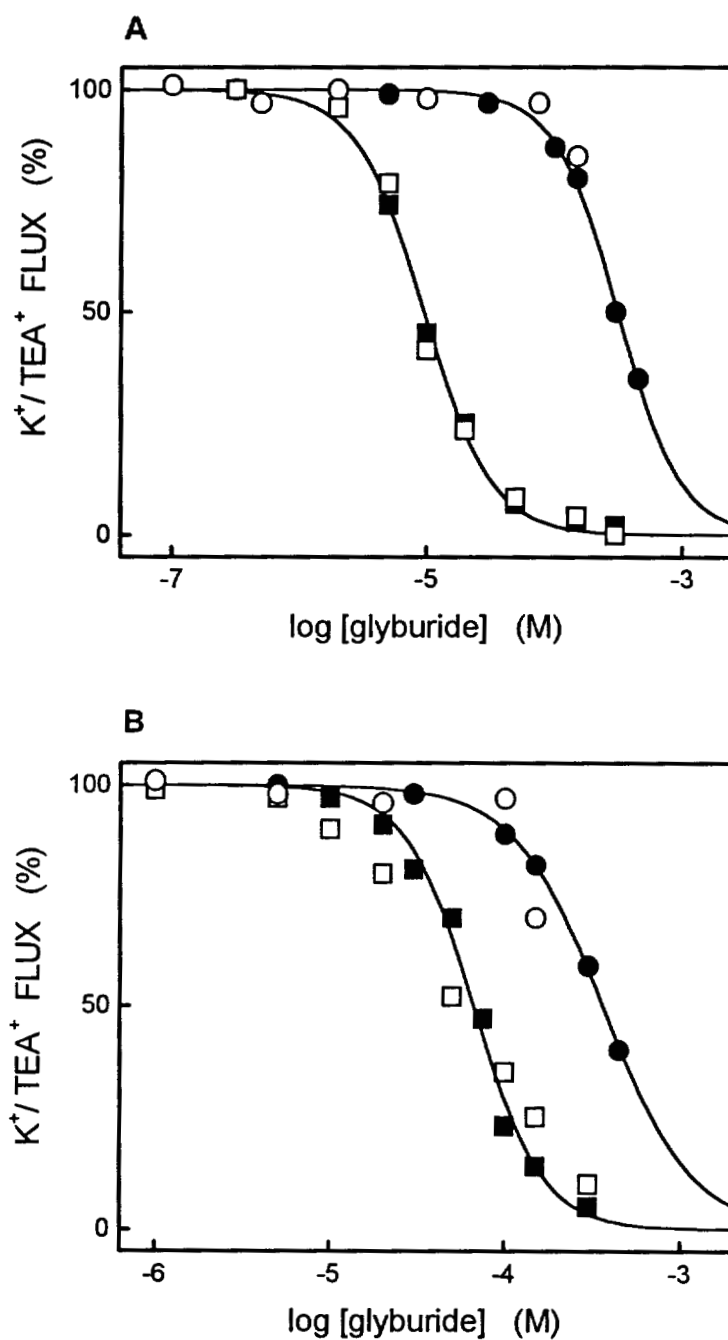 A
100
50
0
K+/ TEA+ FLUX (%)
-7 -5 -3
log [glyburide] (M)
B
100
50
0
K+/ TEA+ FLUX (%)
-6 -5 -4 -3
log [glyburide] (M)